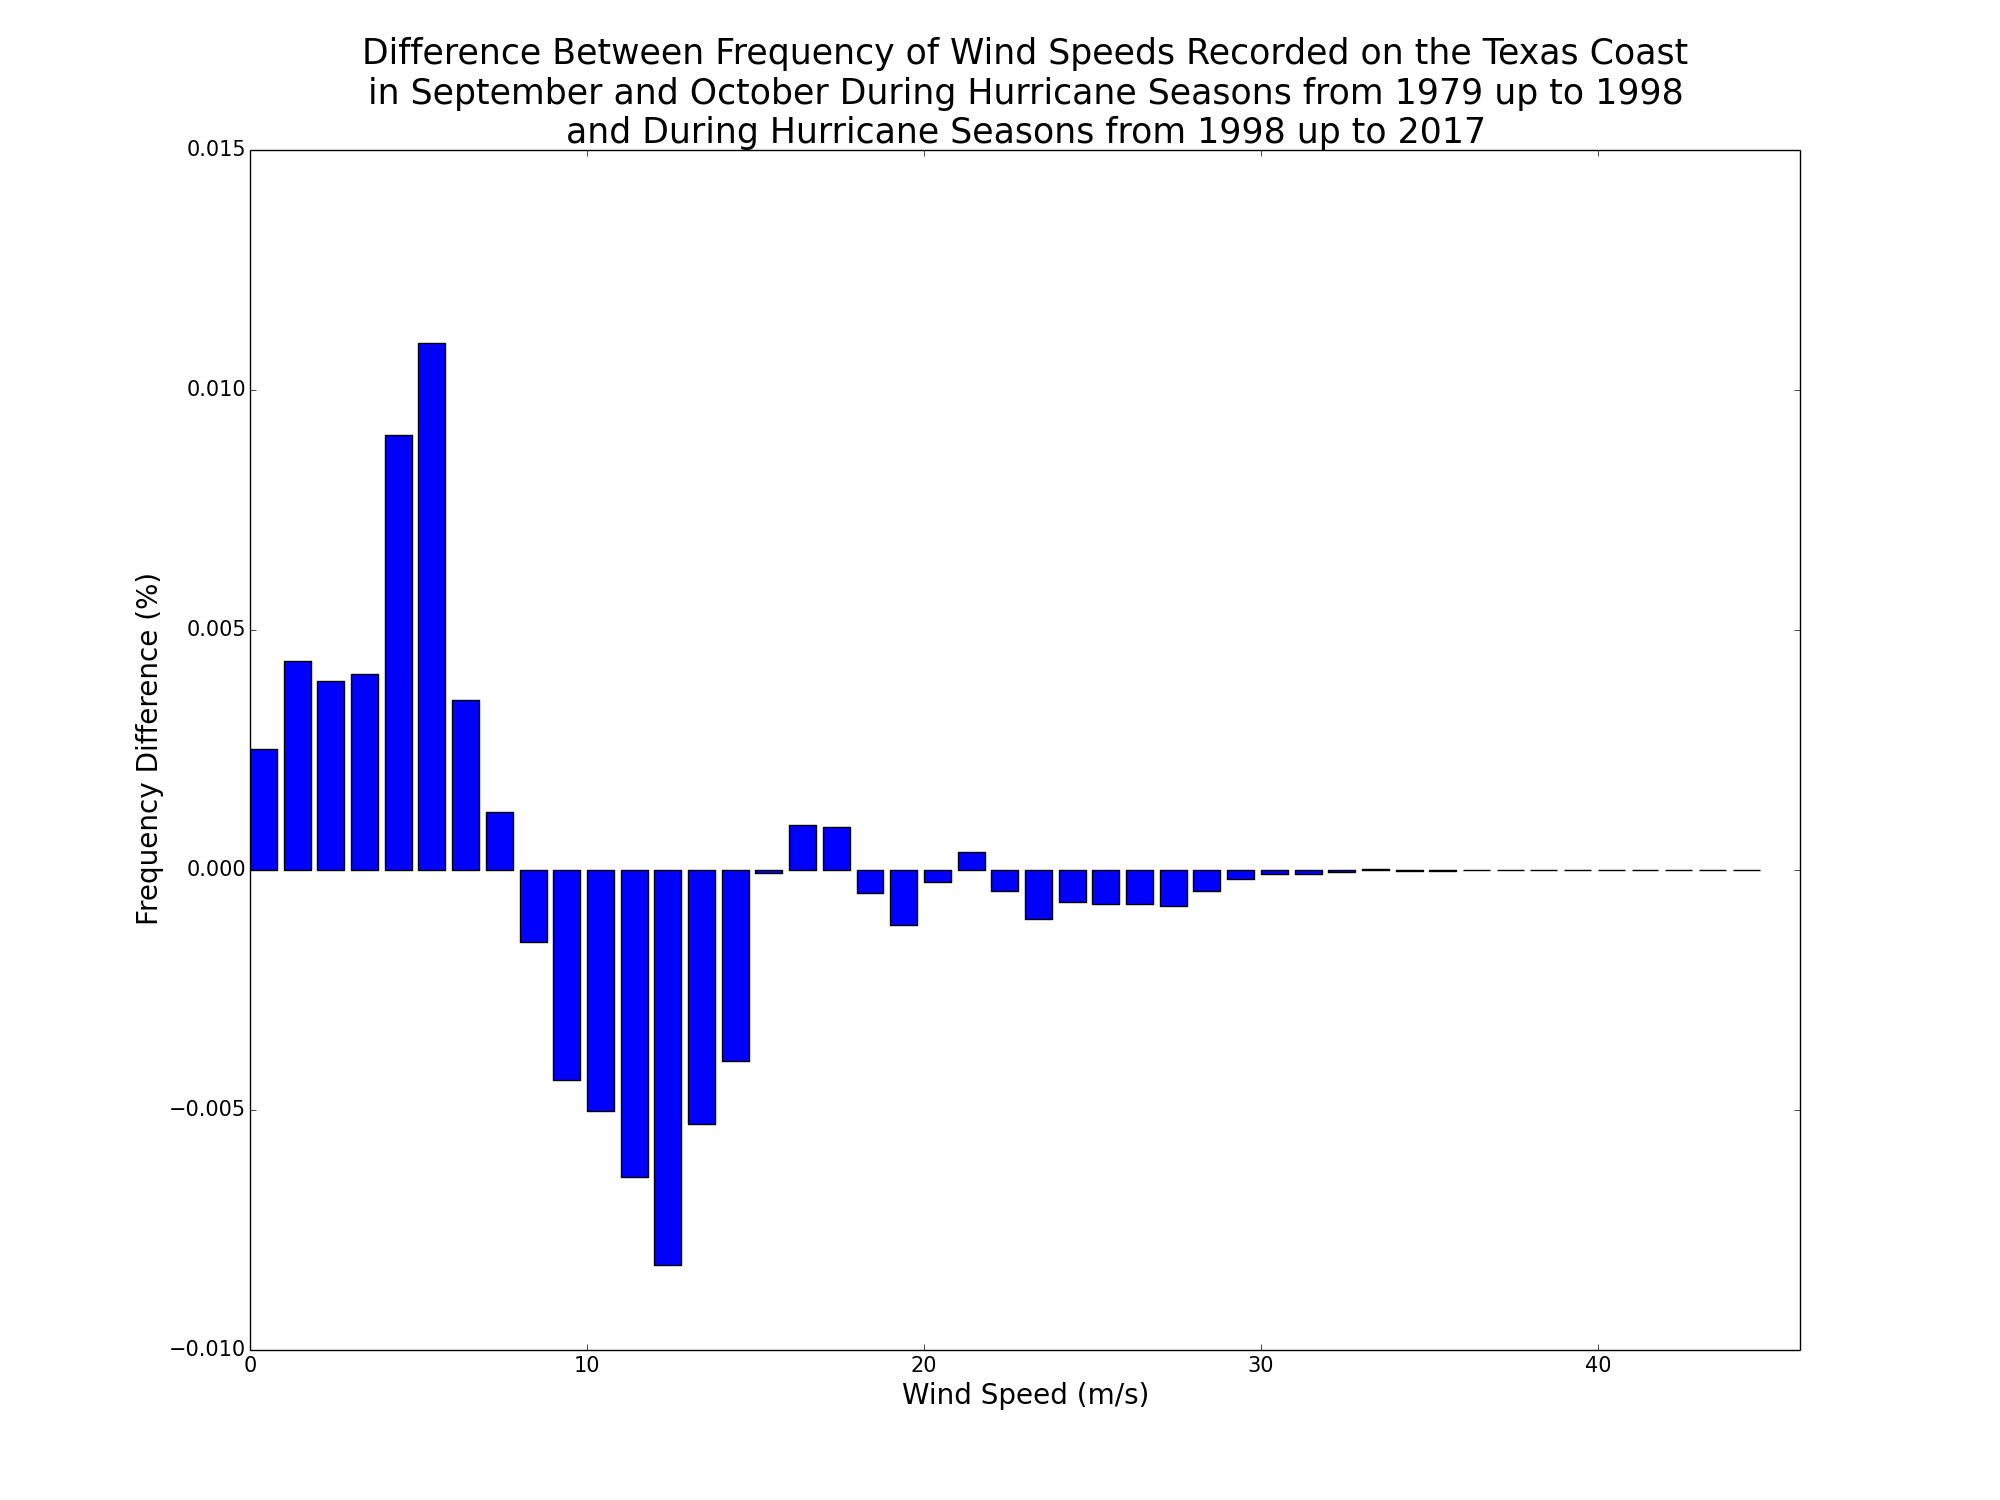 Difference Between Frequency of Wind Speeds Recorded on the Texas Coast
in September and October During Hurricane Seasons from 1979 up to 1998
and During Hurricane Seasons from 1998 up to 2017
0.015
0.010
0.005
0.000
−0.005
−0.010
Frequency Difference (%)
0 10 20 30 40
Wind Speed (m/s)